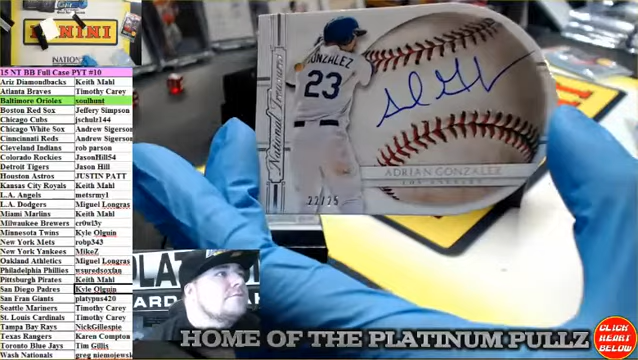 PANINI
NATION
15 NT BB Full Case PYT #10
Ariz Diamondbacks Keith Mahl
Atlanta Braves Timothy Carey
Baltimore Orioles soulhunt
Boston Red Sox Jeffery Simpson
Chicago Cubs jschulz144
Chicago White Sox Andrew Sigerson
Cincinnati Reds Andrew Sigerson
Cleveland Indians rob parson
Colorado Rockies JasonHill54
Detroit Tigers Jason Hill
Houston Astros JUSTIN PATT
Kansas City Royals Keith Mahl
L.A. Angels metsrmy1
L.A. Dodgers Miguel Longras
Miami Marlins Keith Mahl
Milwaukee Brewers
Minnesota Twins Kyle Olguin
New York Mets robp343
New York Yankees MikeZ
Oakland Athletics Miguel Longras
Philadelphia Phillies wsuredsoxfan
Pittsburgh Pirates Keith Mahl
San Diego Padres Kyle Olguin
San Fran Giants platypus420
Seattle Mariners Timothy Carey
St. Louis Cardinals Timothy Carey
Tampa Bay Rays NickGillespie
Texas Rangers Karen Compton
Toronto Blue Jays Tim Gillix
Wash Nationals greg niemojewsk
National Treasures
GONZALEZ
23
22/25
ADRIAN GONZALEZ
LOS ANGELES
HOME OF THE PLATINUM PULLZ
CLICK
HEART
BELOW